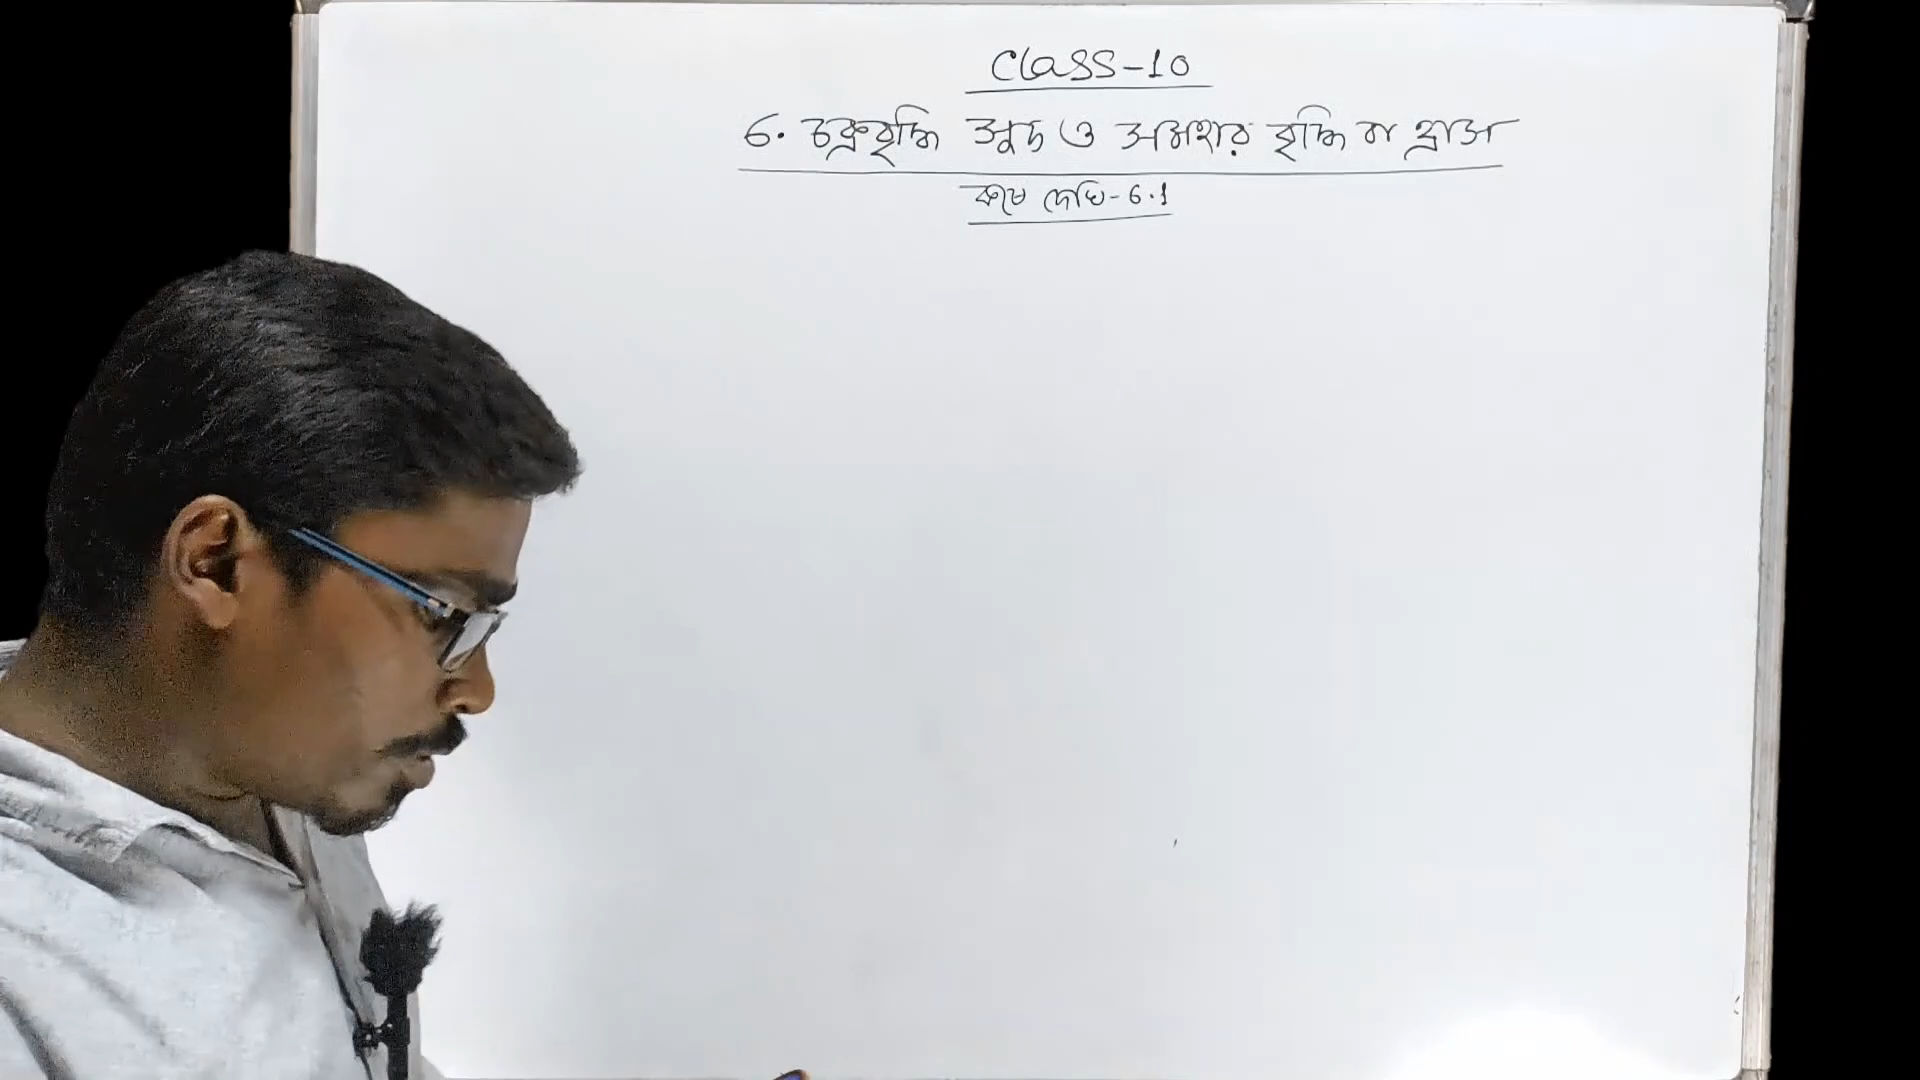 Class-10
6. চক্রবৃদ্ধি সুদ ও সমহার বৃদ্ধি বা হ্রাস
কষে দেখি-6.1